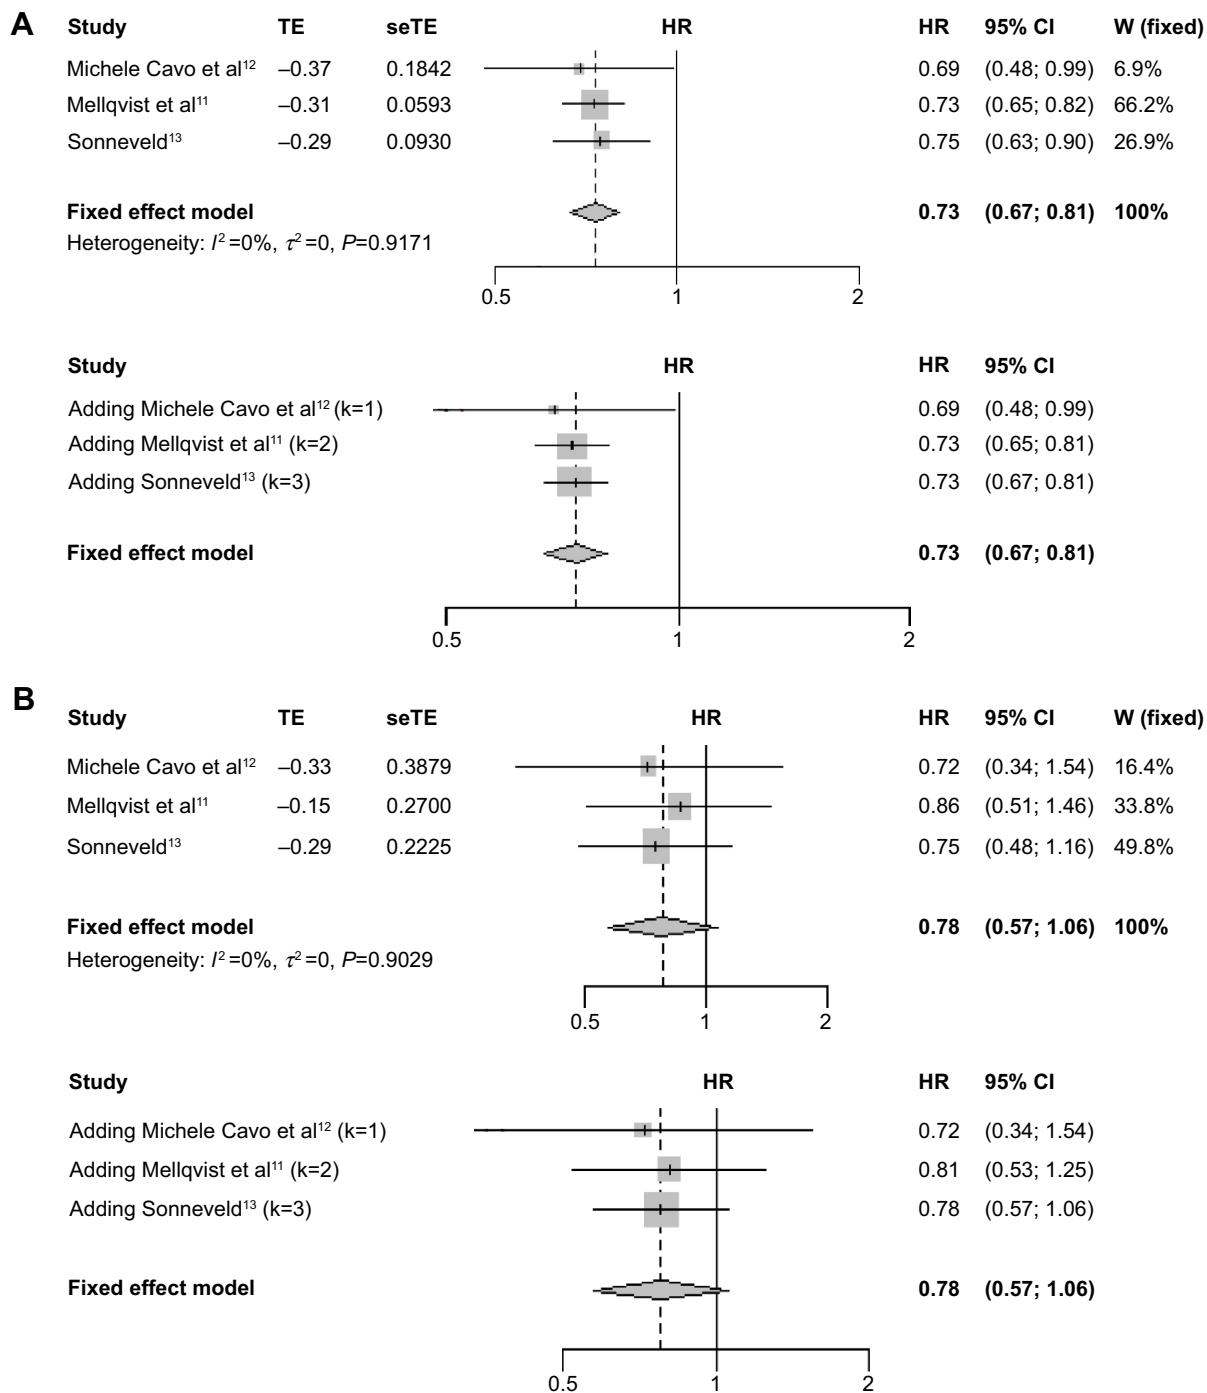 A
Study TE seTE HR HR 95% CI W (fixed)
Michele Cavo et al12 –0.37 0.1842 0.69 (0.48; 0.99) 6.9%
Mellqvist et al11 –0.31 0.0593 0.73 (0.65; 0.82) 66.2%
Sonneveld13 –0.29 0.0930 0.75 (0.63; 0.90) 26.9%
Fixed effect model 0.73 (0.67; 0.81) 100%
Heterogeneity: I2=0%, τ2=0, P=0.9171
0.5 1 2
Study HR HR 95% CI
Adding Michele Cavo et al12 (k=1) 0.69 (0.48; 0.99)
Adding Mellqvist et al11 (k=2) 0.73 (0.65; 0.81)
Adding Sonneveld13 (k=3) 0.73 (0.67; 0.81)
Fixed effect model 0.73 (0.67; 0.81)
0.5 1 2
B
Study TE seTE HR HR 95% CI W (fixed)
Michele Cavo et al12 –0.33 0.3879 0.72 (0.34; 1.54) 16.4%
Mellqvist et al11 –0.15 0.2700 0.86 (0.51; 1.46) 33.8%
Sonneveld13 –0.29 0.2225 0.75 (0.48; 1.16) 49.8%
Fixed effect model 0.78 (0.57; 1.06) 100%
Heterogeneity: I2=0%, τ2=0, P=0.9029
0.5 1 2
Study HR HR 95% CI
Adding Michele Cavo et al12 (k=1) 0.72 (0.34; 1.54)
Adding Mellqvist et al11 (k=2) 0.81 (0.53; 1.25)
Adding Sonneveld13 (k=3) 0.78 (0.57; 1.06)
Fixed effect model 0.78 (0.57; 1.06)
0.5 1 2